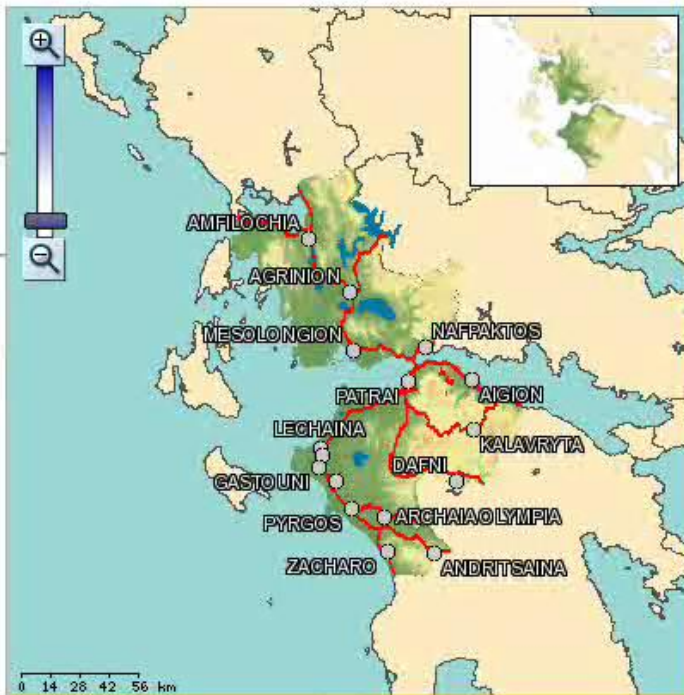 AMFILOCHIA
AGRINION
MESOLONGION
NAFPAKTOS
PATRAI
AIGION
LECHAINA
KALAVRYTA
DAFNI
GASTOUNI
PYRGOS
ARCHAIA OLYMPIA
ZACHARO
ANDRITSAINA
0 14 28 42 56 km